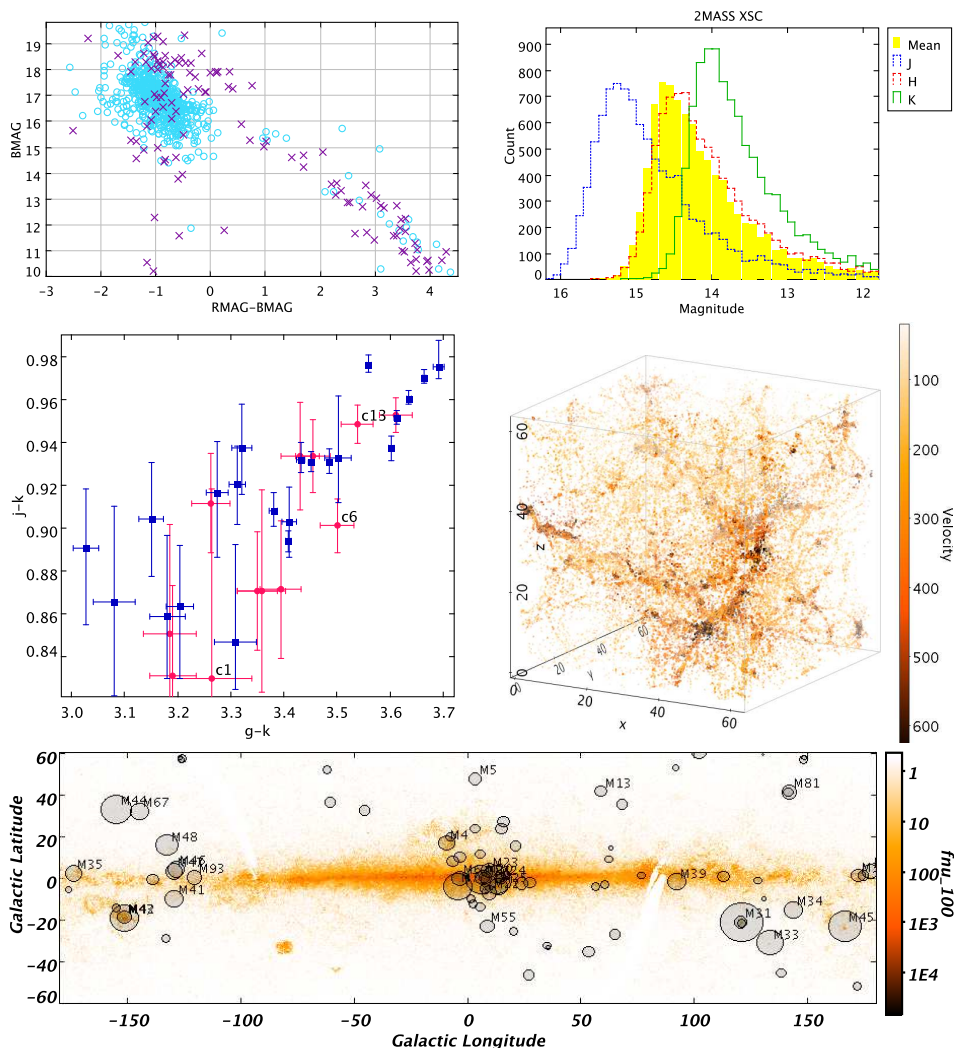 19
18
17
16
15
14
13
12
11
10
BMAG
−3 −2 −1 0 1 2 3 4
RMAG-BMAG
2MASS XSC
900
800
700
600
500
400
300
200
100
0
Count
16 15 14 13 12
Magnitude
Mean
J
H
K
0.98
0.96
0.94
0.92
0.90
0.88
0.86
0.84
j-k
c13
c6
c1
3.0 3.1 3.2 3.3 3.4 3.5 3.6 3.7
g-k
60
40
20
0
z
0 20 40 60
y
0 20 40 60
x
100
200
300
400
500
600
Velocity
60
40
20
0
−20
−40
−60
Galactic Latitude
M5
M13
M81
M44
M67
M4
M48
M35
M93
M23
M39
M41
M34
M42
M31
M45
M55
M33
−150 −100 −50 0 50 100 150
Galactic Longitude
1
10
100
1E3
1E4
fnu_100